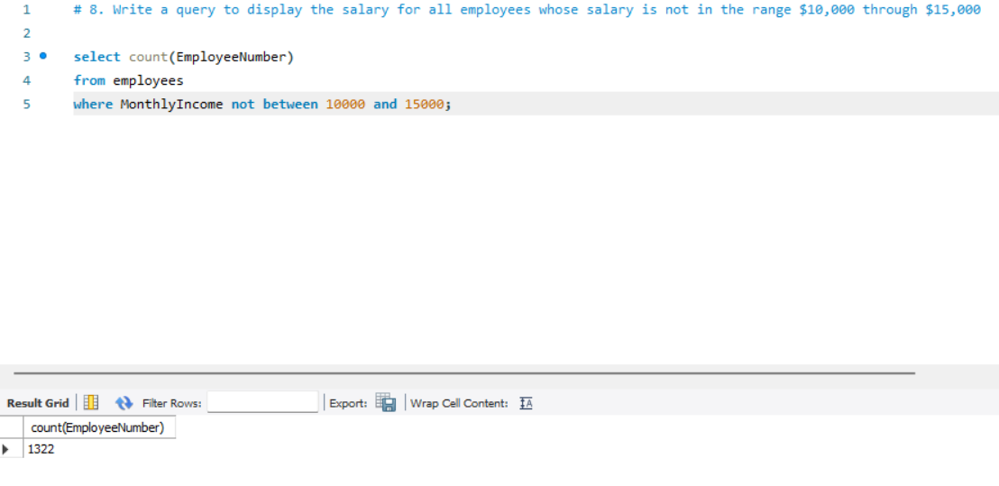 1 # 8. Write a query to display the salary for all employees whose salary is not in the range $10,000 through $15,000
2
3 select count(EmployeeNumber)
4 from employees
5 where MonthlyIncome not between 10000 and 15000;
Result Grid Filter Rows: Export: Wrap Cell Content: IA
count(EmployeeNumber)
1322